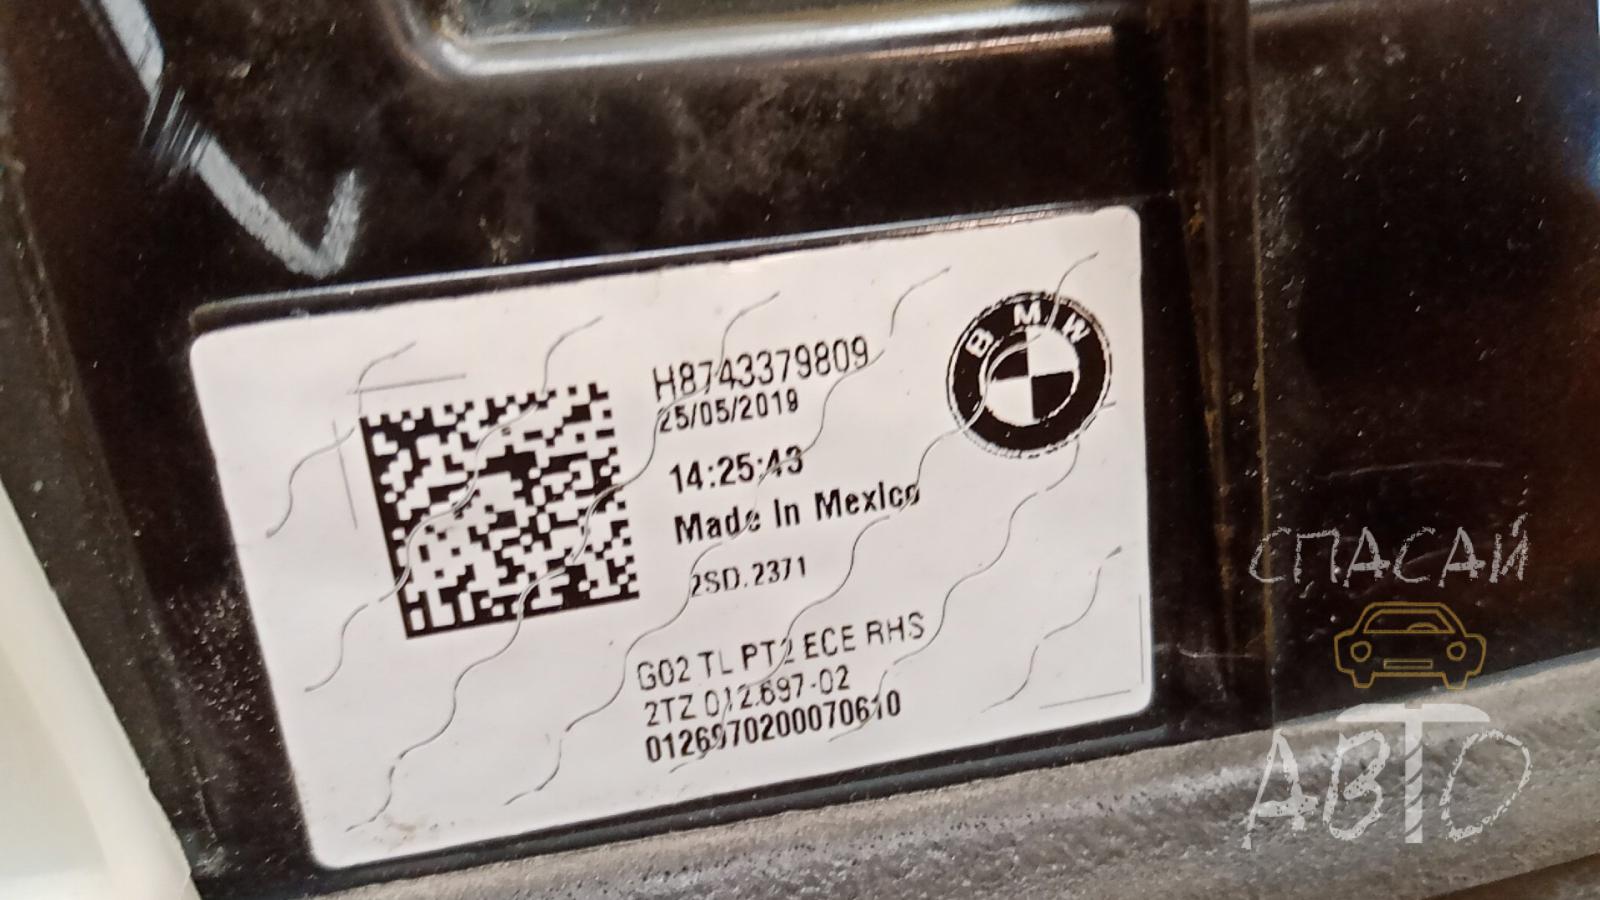 H8743379809
25/05/2019
14:25:43
Made In Mexico
2SD.2371
G02 TL PT2 ECE RHS
2TZ 012.697-02
0126970200070610
BMW
СПАСАЙ
АВТО